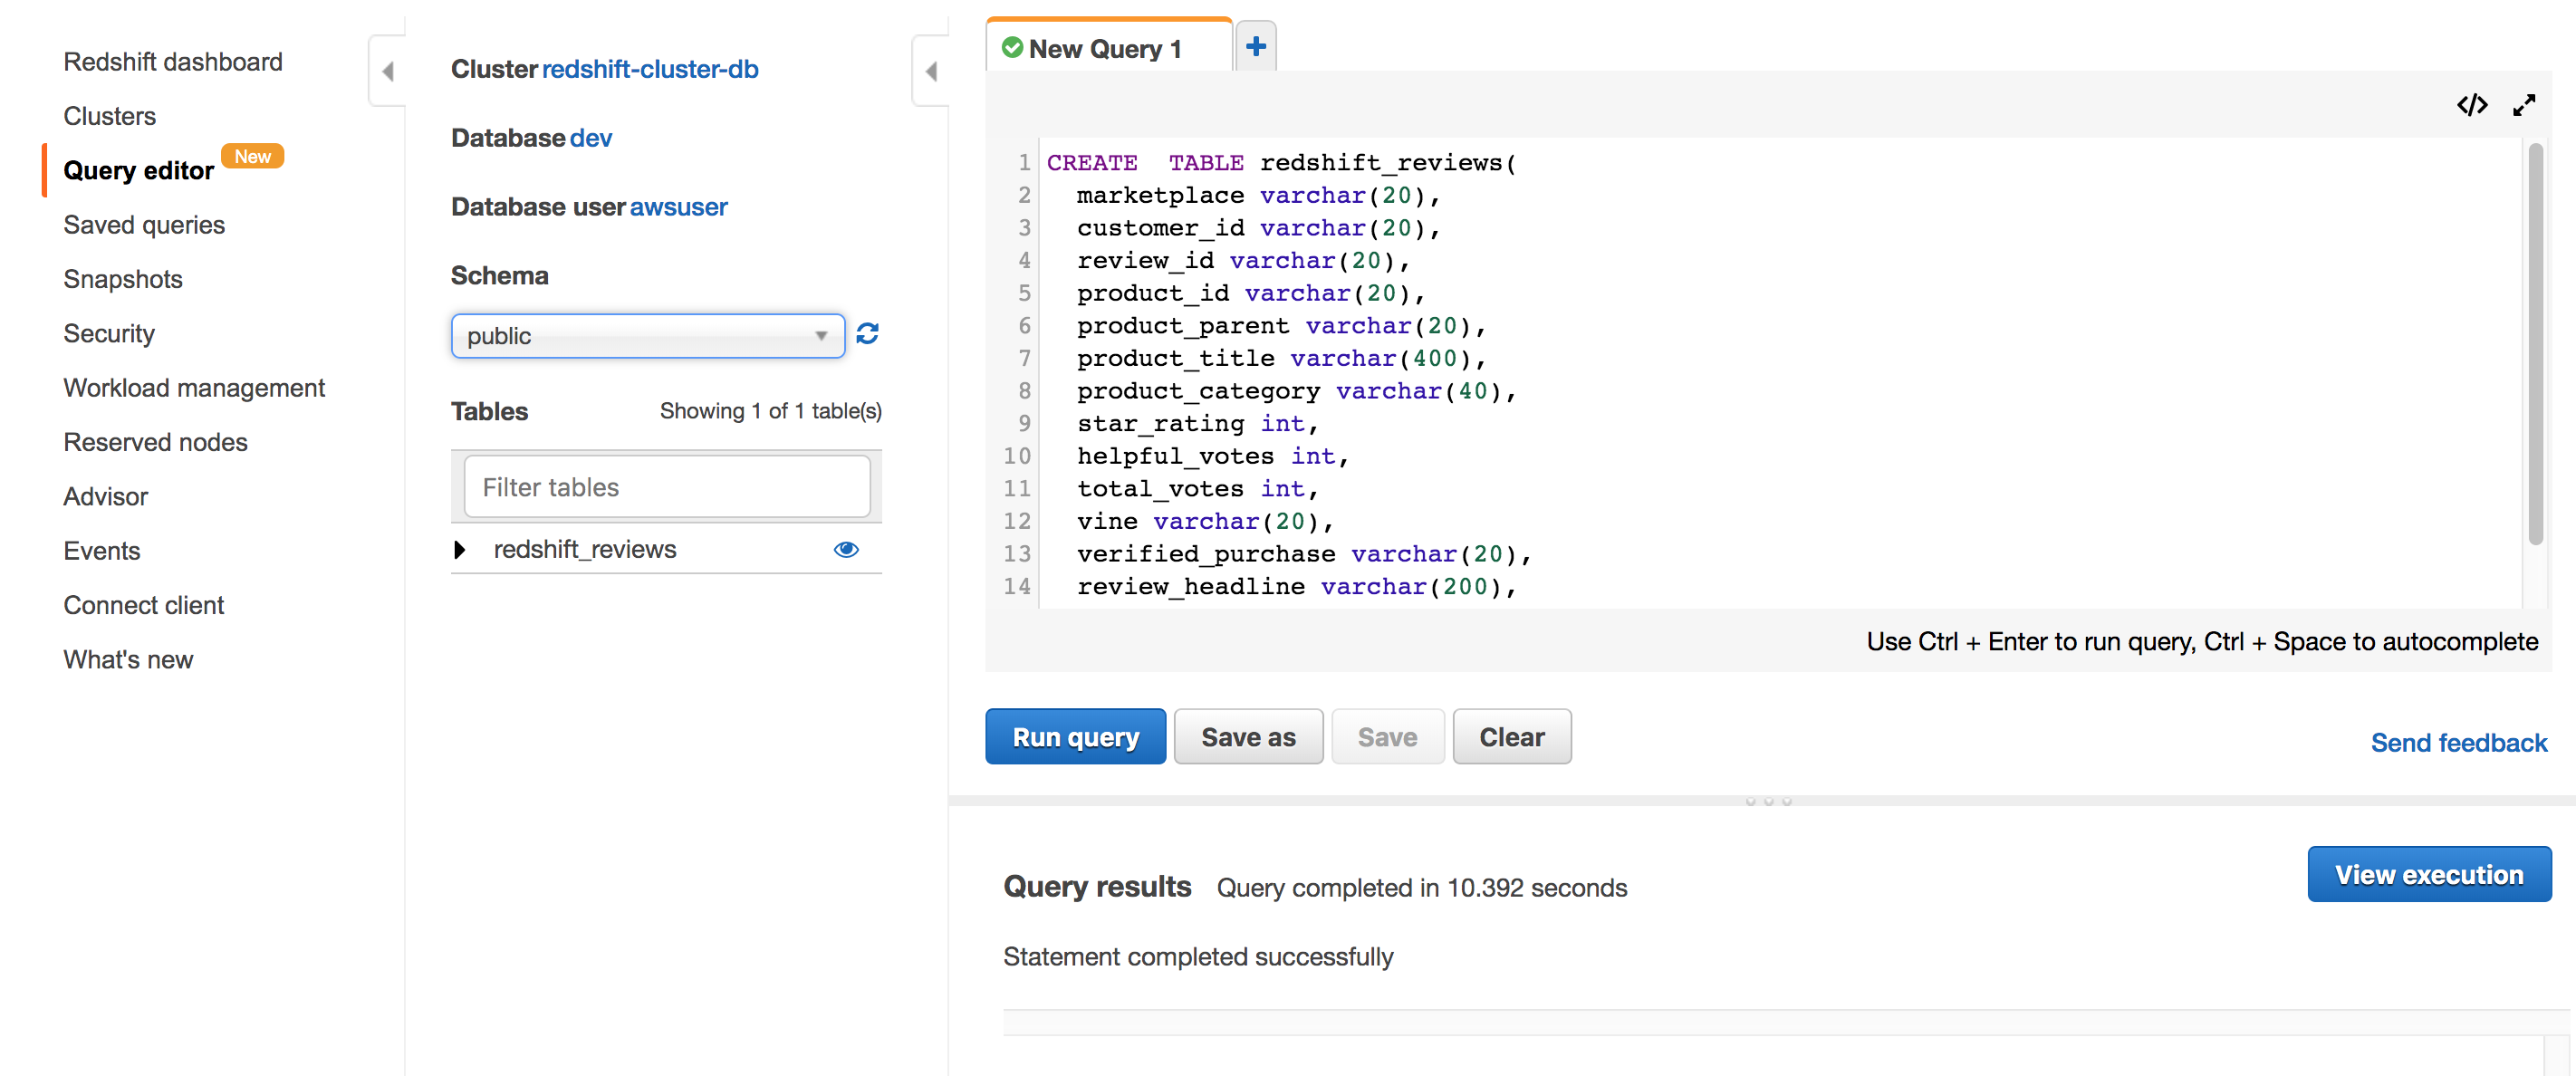 Redshift dashboard
Clusters
Query editor New
Saved queries
Snapshots
Security
Workload management
Reserved nodes
Advisor
Events
Connect client
What's new
Cluster redshift-cluster-db
Database dev
Database user awsuser
Schema
public
Tables Showing 1 of 1 table(s)
Filter tables
redshift_reviews
New Query 1
1 CREATE  TABLE redshift_reviews(
2   marketplace varchar(20),
3   customer_id varchar(20),
4   review_id varchar(20),
5   product_id varchar(20),
6   product_parent varchar(20),
7   product_title varchar(400),
8   product_category varchar(40),
9   star_rating int,
10   helpful_votes int,
11   total_votes int,
12   vine varchar(20),
13   verified_purchase varchar(20),
14   review_headline varchar(200),
Use Ctrl + Enter to run query, Ctrl + Space to autocomplete
Run query Save as Save Clear
Send feedback
Query results Query completed in 10.392 seconds
View execution
Statement completed successfully